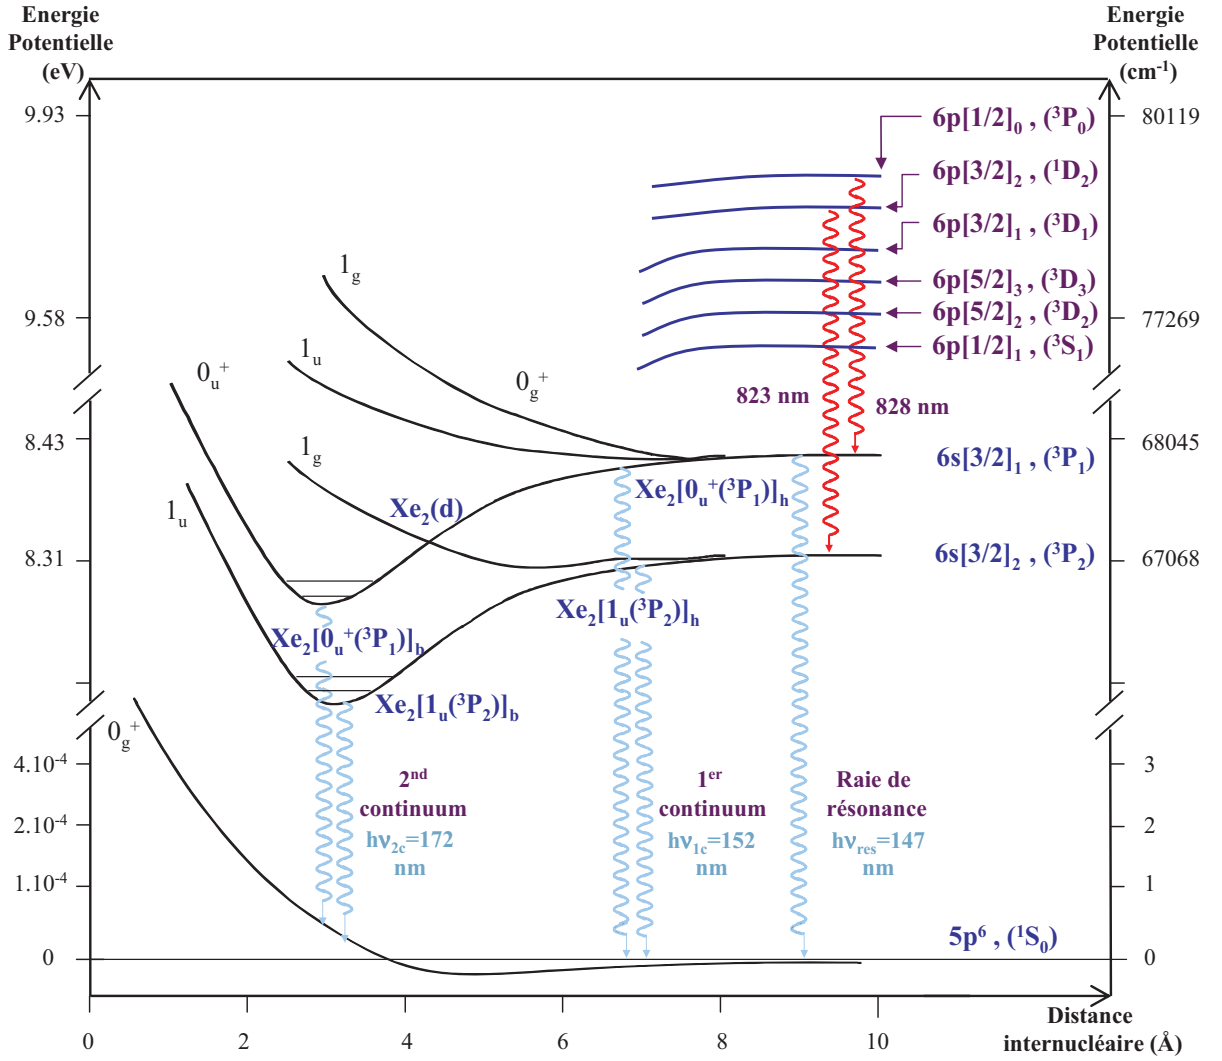 Energie
Potentielle
(eV)
Energie
Potentielle
(cm⁻¹)
9.93
80119
6p[1/2]₀ , (³P₀)
6p[3/2]₂ , (¹D₂)
6p[3/2]₁ , (³D₁)
6p[5/2]₃ , (³D₃)
6p[5/2]₂ , (³D₂)
6p[1/2]₁ , (³S₁)
9.58
77269
1g
1u
0u⁺
0g⁺
823 nm
828 nm
8.43
68045
1g
1u
6s[3/2]₁ , (³P₁)
Xe₂(d)
Xe₂[0u⁺(³P₁)]h
8.31
67068
6s[3/2]₂ , (³P₂)
Xe₂[0u⁺(³P₁)]b
Xe₂[1u(³P₂)]h
Xe₂[1u(³P₂)]b
0g⁺
4.10⁻⁴
3
2.10⁻⁴
2
1.10⁻⁴
1
2nd
continuum
hν2c=172
nm
1er
continuum
hν1c=152
nm
Raie de
résonance
hνres=147
nm
5p⁶ , (¹S₀)
0
0
0 2 4 6 8 10
Distance
internucléaire (Å)